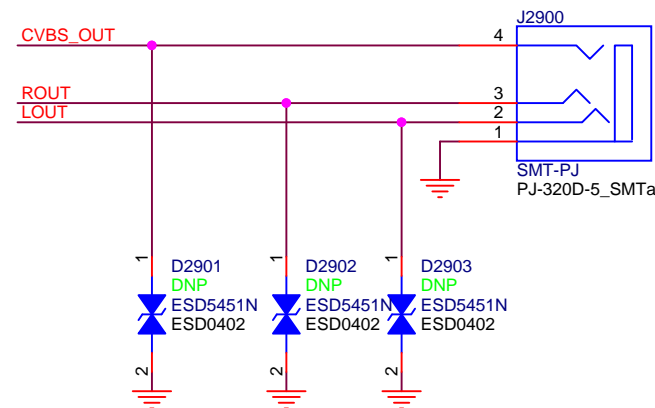 J2900
CVBS_OUT
4
ROUT
3
LOUT
2
1
SMT-PJ
PJ-320D-5_SMTa
1
D2901
DNP
ESD5451N
ESD0402
2
1
D2902
DNP
ESD5451N
ESD0402
2
1
D2903
DNP
ESD5451N
ESD0402
2